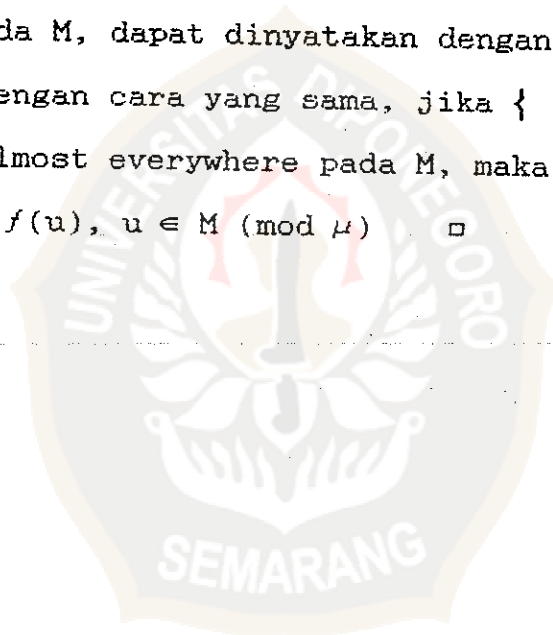 da M, dapat dinyatakan dengan
engan cara yang sama, jika {
lmost everywhere pada M, maka
f(u), u ∈ M (mod μ) □
UNIVERSITAS DIPONEGORO
SEMARANG